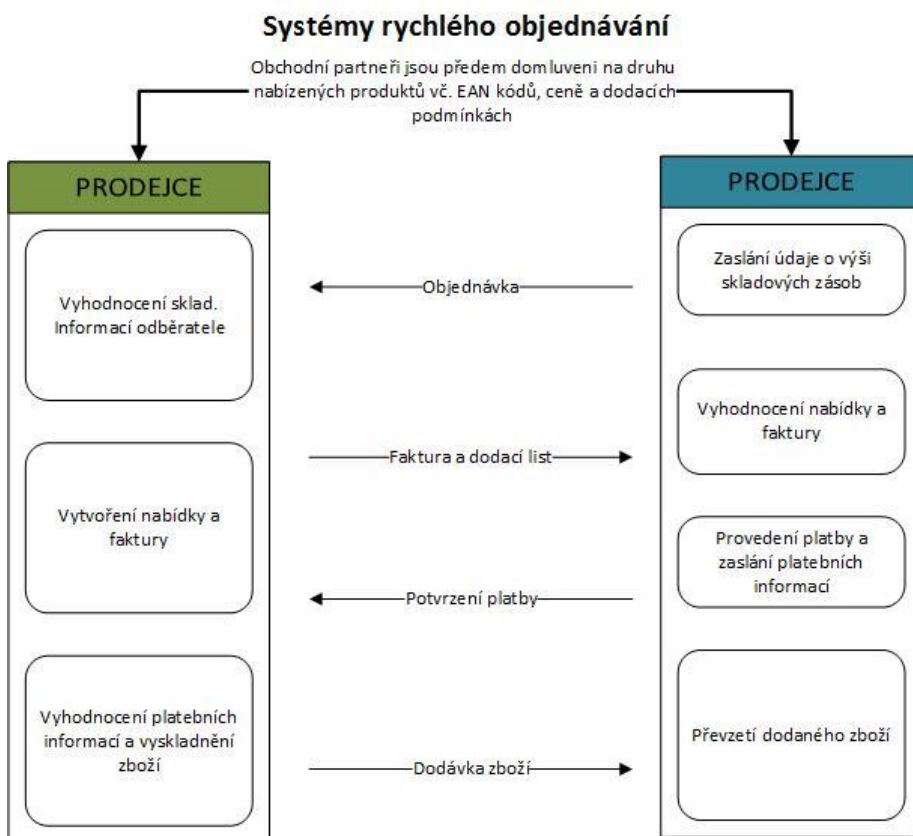 Systémy rychlého objednávání
Obchodní partneři jsou předem domluveni na druhu
nabízených produktů vč. EAN kódů, ceně a dodacích
podmínkách
PRODEJCE
Vyhodnocení sklad.
Informací odběratele
Vytvoření nabídky a
faktury
Vyhodnocení platebních
informací a vyskladnění
zboží
Objednávka
Faktura a dodací list
Potvrzení platby
Dodávka zboží
PRODEJCE
Zaslání údaje o výši
skladových zásob
Vyhodnocení nabídky a
faktury
Provedení platby a
zaslání platebních
informací
Převzetí dodaného zboží